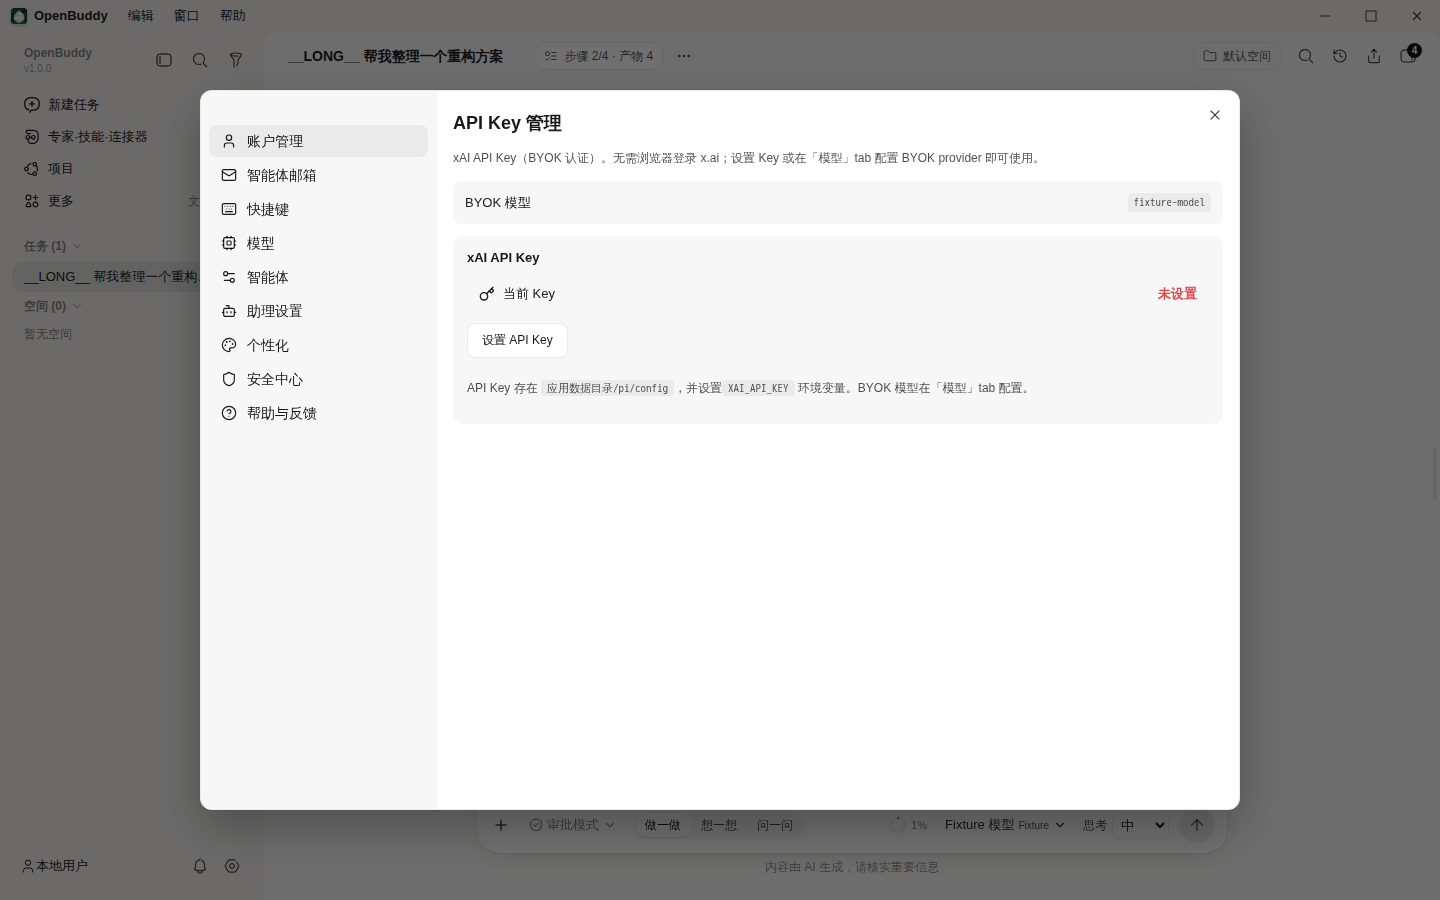 OpenBuddy 编辑 窗口 帮助
OpenBuddy
v1.0.0
__LONG__ 帮我整理一个重构方案
步骤 2/4 · 产物 4
默认空间
4
新建任务
专家·技能·连接器
项目
更多
文
任务 (1)
__LONG__ 帮我整理一个重构
空间 (0)
暂无空间
本地用户
账户管理
智能体邮箱
快捷键
模型
智能体
助理设置
个性化
安全中心
帮助与反馈
API Key 管理
xAI API Key（BYOK 认证）。无需浏览器登录 x.ai；设置 Key 或在「模型」tab 配置 BYOK provider 即可使用。
BYOK 模型
fixture-model
xAI API Key
当前 Key
未设置
设置 API Key
API Key 存在 应用数据目录/pi/config ，并设置 XAI_API_KEY 环境变量。BYOK 模型在「模型」tab 配置。
审批模式
做一做 想一想 问一问
1%
Fixture 模型 Fixture
思考 中
内容由 AI 生成，请核实重要信息